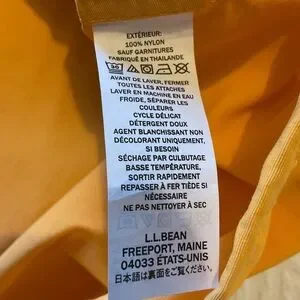 EXTÉRIEUR:
100% NYLON
SAUF GARNITURES
FABRIQUÉ EN THAÏLANDE
30
AVANT DE LAVER, FERMER
TOUTES LES ATTACHES
LAVER EN MACHINE EN EAU
FROIDE, SÉPARER LES
COULEURS
CYCLE DÉLICAT
DÉTERGENT DOUX
AGENT BLANCHISSANT NON
DÉCOLORANT UNIQUEMENT,
SI BESOIN
SÉCHAGE PAR CULBUTAGE
BASSE TEMPÉRATURE,
SORTIR RAPIDEMENT
REPASSER À FER TIÈDE SI
NÉCESSAIRE
NE PAS NETTOYER À SEC
L.L.BEAN
FREEPORT, MAINE
04033 ÉTATS-UNIS
日本語は裏面をご覧ください